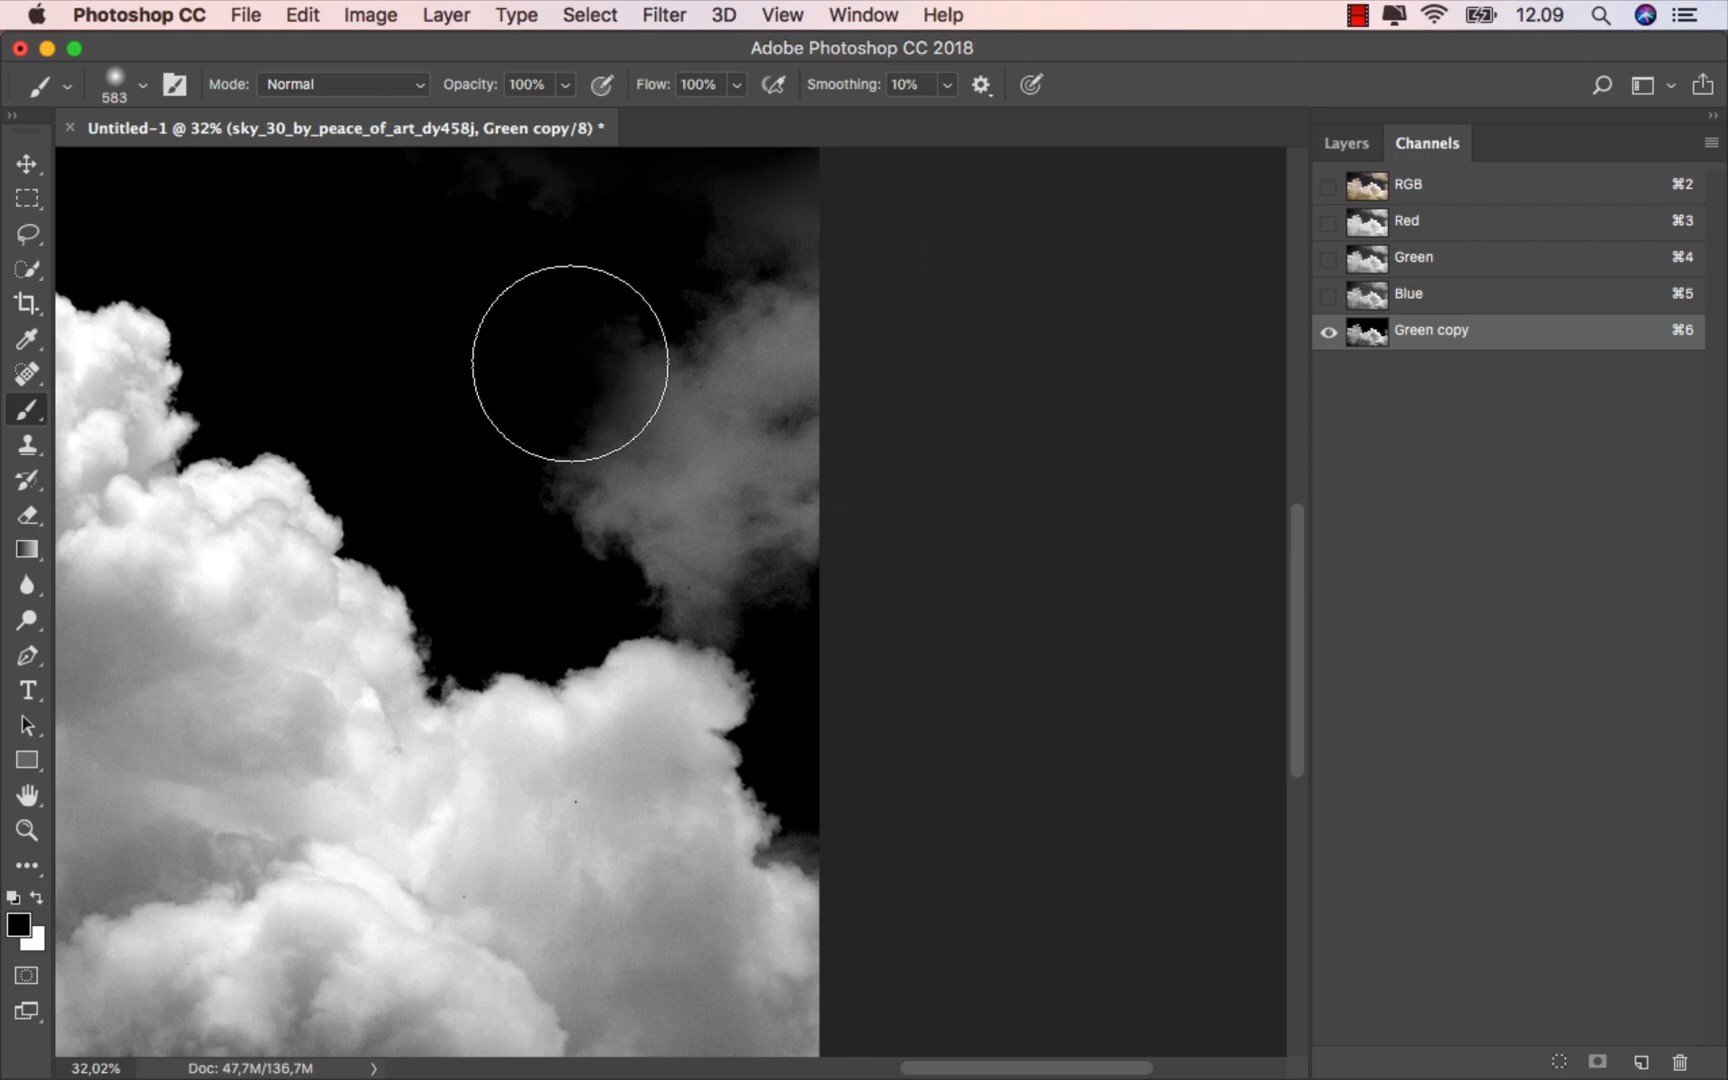 Photoshop CC File Edit Image Layer Type Select Filter 3D View Window Help 12.09
Adobe Photoshop CC 2018
583 Mode: Normal Opacity: 100% Flow: 100% Smoothing: 10%
Untitled-1 @ 32% (sky_30_by_peace_of_art_dy458j, Green copy/8) *
Layers Channels
RGB ⌘2
Red ⌘3
Green ⌘4
Blue ⌘5
Green copy ⌘6
32,02% Doc: 47,7M/136,7M